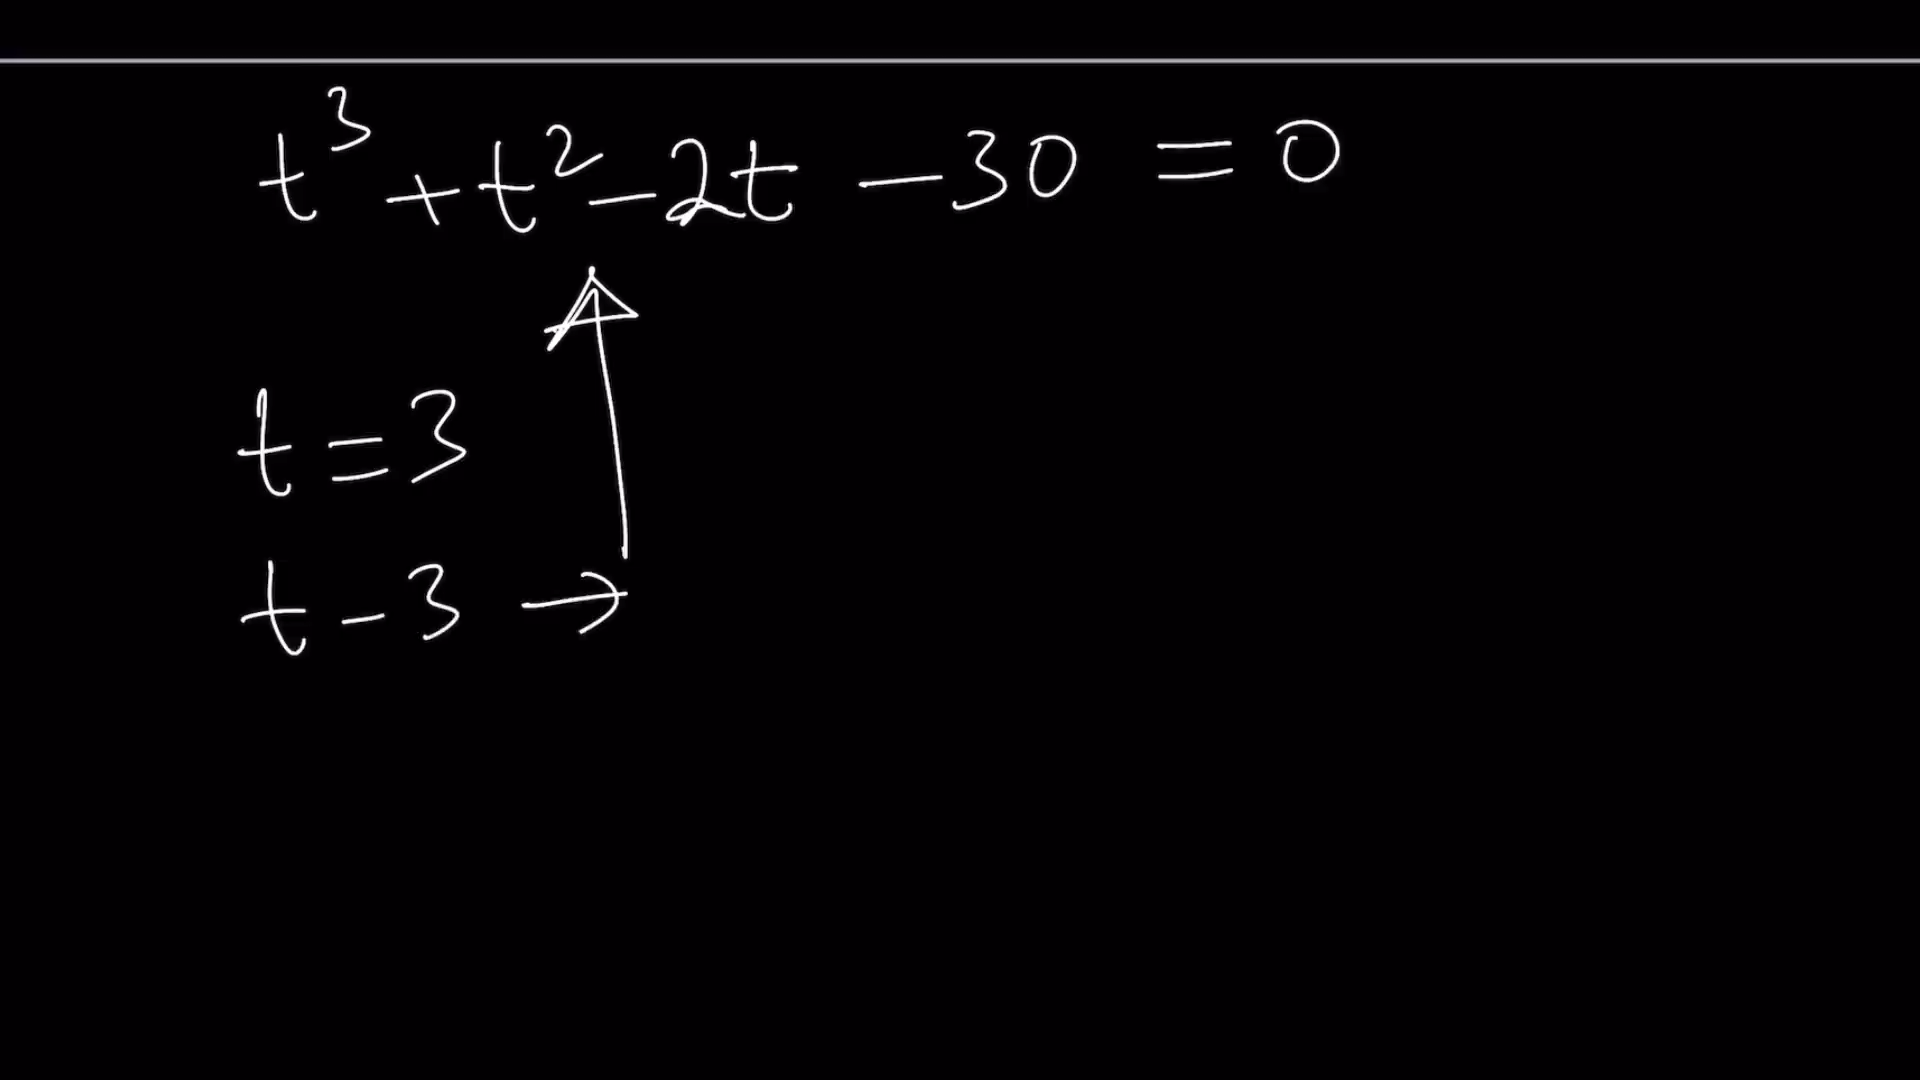 t³ + t² - 2t - 30 = 0
t = 3
t - 3 →